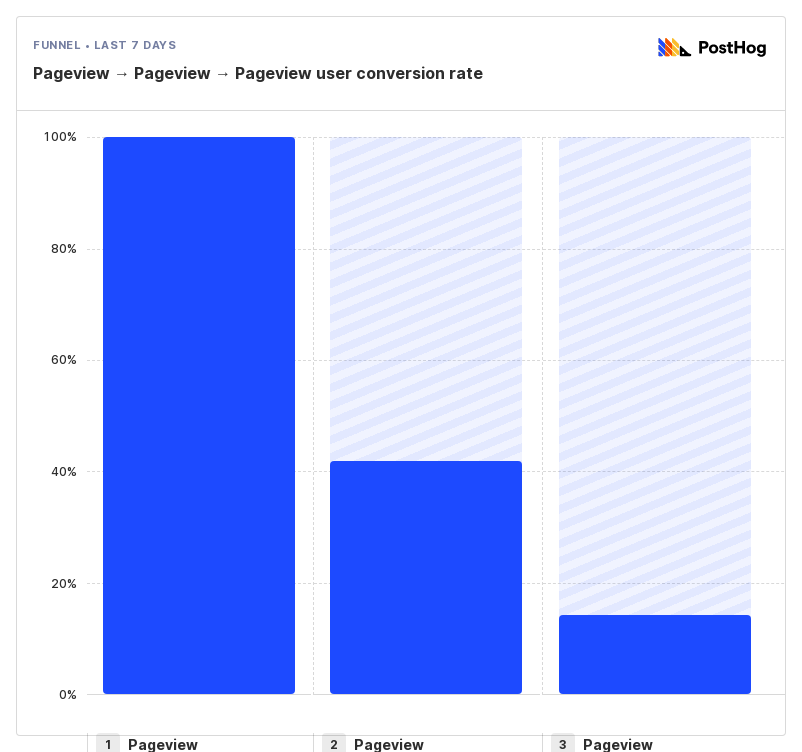 FUNNEL • LAST 7 DAYS
PostHog
Pageview → Pageview → Pageview user conversion rate
100%
80%
60%
40%
20%
0%
1 Pageview
2 Pageview
3 Pageview